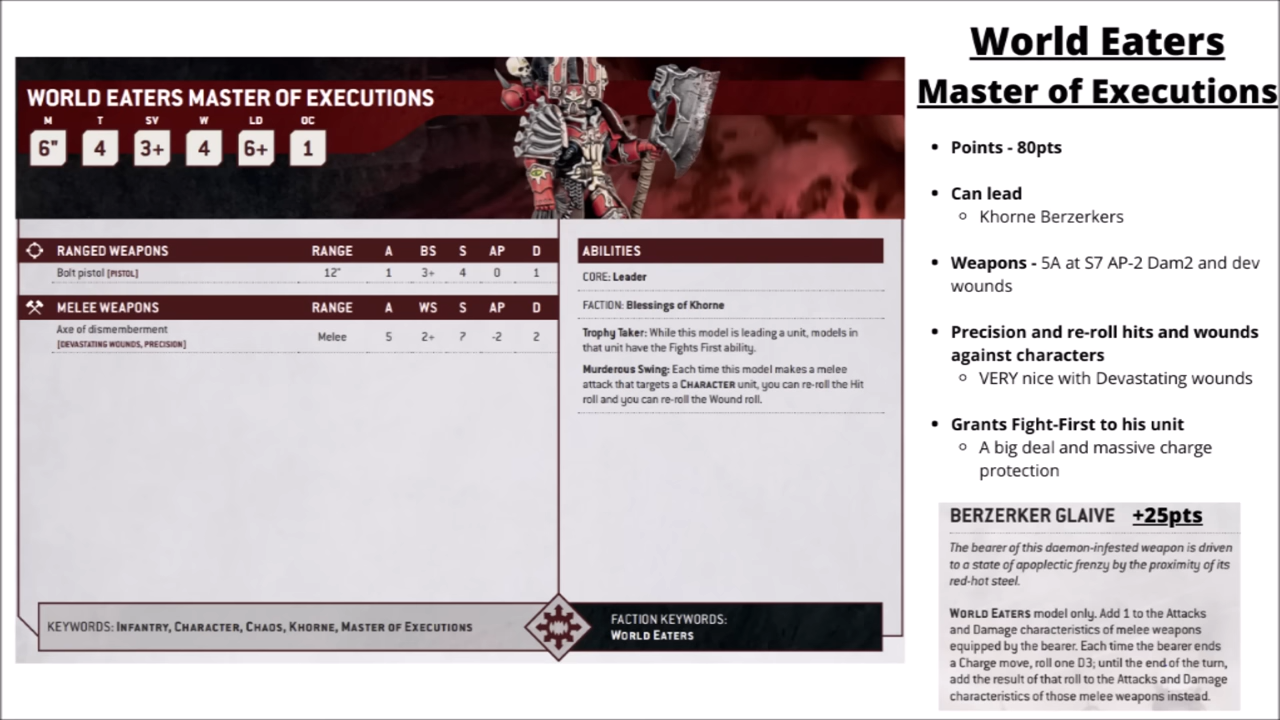 World Eaters
Master of Executions
WORLD EATERS MASTER OF EXECUTIONS
M T SV W LD OC
6" 4 3+ 4 6+ 1
RANGED WEAPONS RANGE A BS S AP D
Bolt pistol [PISTOL] 12" 1 3+ 4 0 1
MELEE WEAPONS RANGE A WS S AP D
Axe of dismemberment
[DEVASTATING WOUNDS, PRECISION] Melee 5 2+ 7 -2 2
ABILITIES
CORE: Leader
FACTION: Blessings of Khorne
Trophy Taker: While this model is leading a unit, models in
that unit have the Fights First ability.
Murderous Swing: Each time this model makes a melee
attack that targets a CHARACTER unit, you can re-roll the Hit
roll and you can re-roll the Wound roll.
KEYWORDS: INFANTRY, CHARACTER, CHAOS, KHORNE, MASTER OF EXECUTIONS
FACTION KEYWORDS:
WORLD EATERS
• Points - 80pts
• Can lead
◦ Khorne Berzerkers
• Weapons - 5A at S7 AP-2 Dam2 and dev
wounds
• Precision and re-roll hits and wounds
against characters
◦ VERY nice with Devastating wounds
• Grants Fight-First to his unit
◦ A big deal and massive charge
protection
BERZERKER GLAIVE +25pts
The bearer of this daemon-infested weapon is driven
to a state of apoplectic frenzy by the proximity of its
red-hot steel.
WORLD EATERS model only. Add 1 to the Attacks
and Damage characteristics of melee weapons
equipped by the bearer. Each time the bearer ends
a Charge move, roll one D3; until the end of the turn,
add the result of that roll to the Attacks and Damage
characteristics of those melee weapons instead.